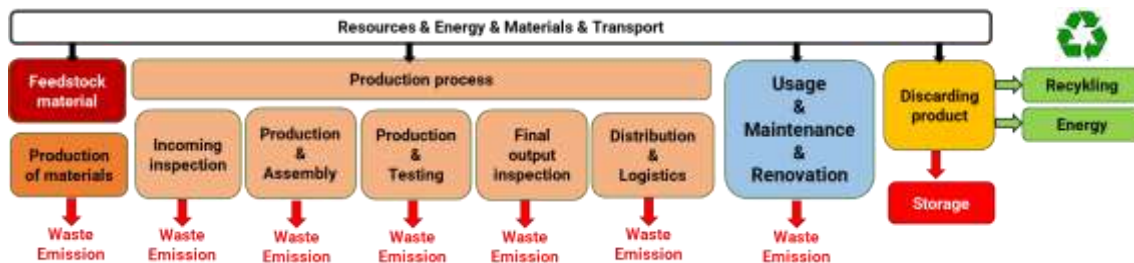 Resources & Energy & Materials & Transport
Feedstock
material
Production process
Usage
&
Maintenance
&
Renovation
Discarding
product
Recykling
Energy
Production
of materials
Incoming
inspection
Production
&
Assembly
Production
&
Testing
Final
output
inspection
Distribution
&
Logistics
Storage
Waste
Emission
Waste
Emission
Waste
Emission
Waste
Emission
Waste
Emission
Waste
Emission
Waste
Emission